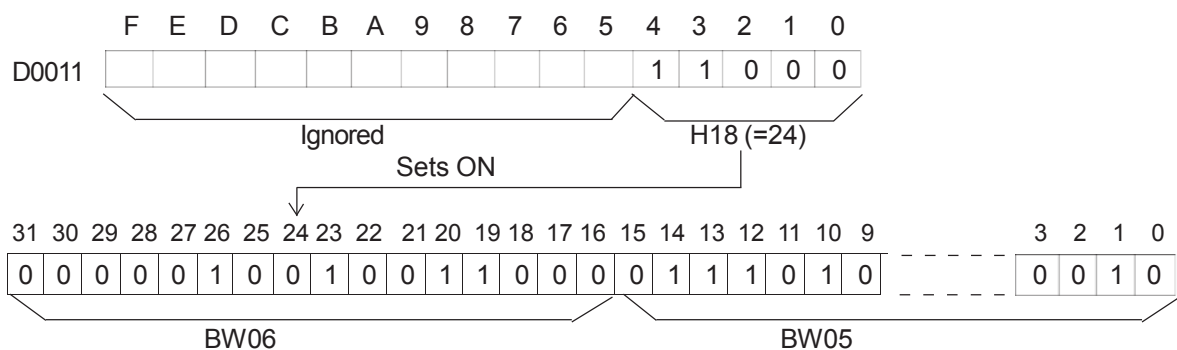 F E D C B A 9 8 7 6 5 4 3 2 1 0
D0011 1 1 0 0 0
Ignored H18 (=24)
Sets ON
31 30 29 28 27 26 25 24 23 22 21 20 19 18 17 16 15 14 13 12 11 10 9 3 2 1 0
0 0 0 0 0 1 0 0 1 0 0 1 1 0 0 0 0 1 1 1 0 1 0 0 0 1 0
BW06 BW05